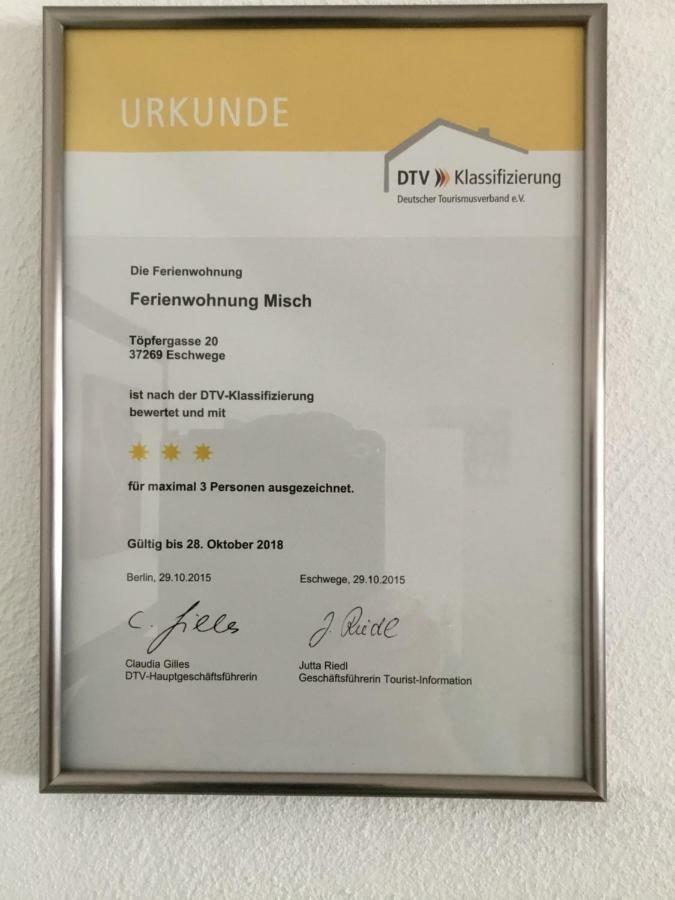 URKUNDE
DTV Klassifizierung
Deutscher Tourismusverband e.V.
Die Ferienwohnung
Ferienwohnung Misch
Töpfergasse 20
37269 Eschwege
ist nach der DTV-Klassifizierung
bewertet und mit
für maximal 3 Personen ausgezeichnet.
Gültig bis 28. Oktober 2018
Berlin, 29.10.2015 Eschwege, 29.10.2015
C. Gilles J. Riedl
Claudia Gilles Jutta Riedl
DTV-Hauptgeschäftsführerin Geschäftsführerin Tourist-Information